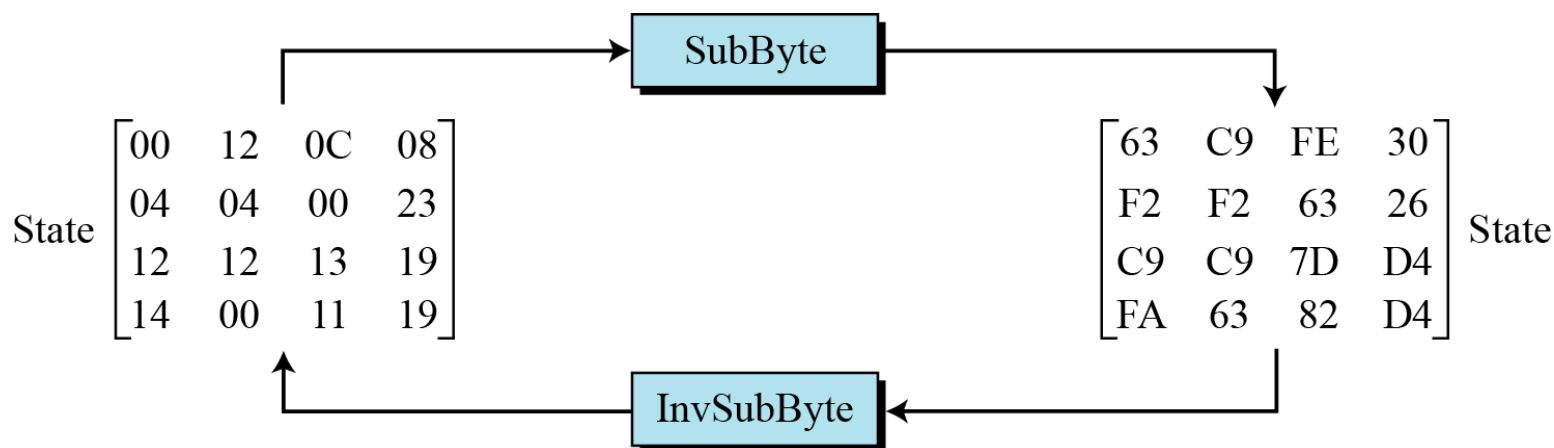 SubByte
State
00 12 0C 08
04 04 00 23
12 12 13 19
14 00 11 19
63 C9 FE 30
F2 F2 63 26
C9 C9 7D D4
FA 63 82 D4
State
InvSubByte